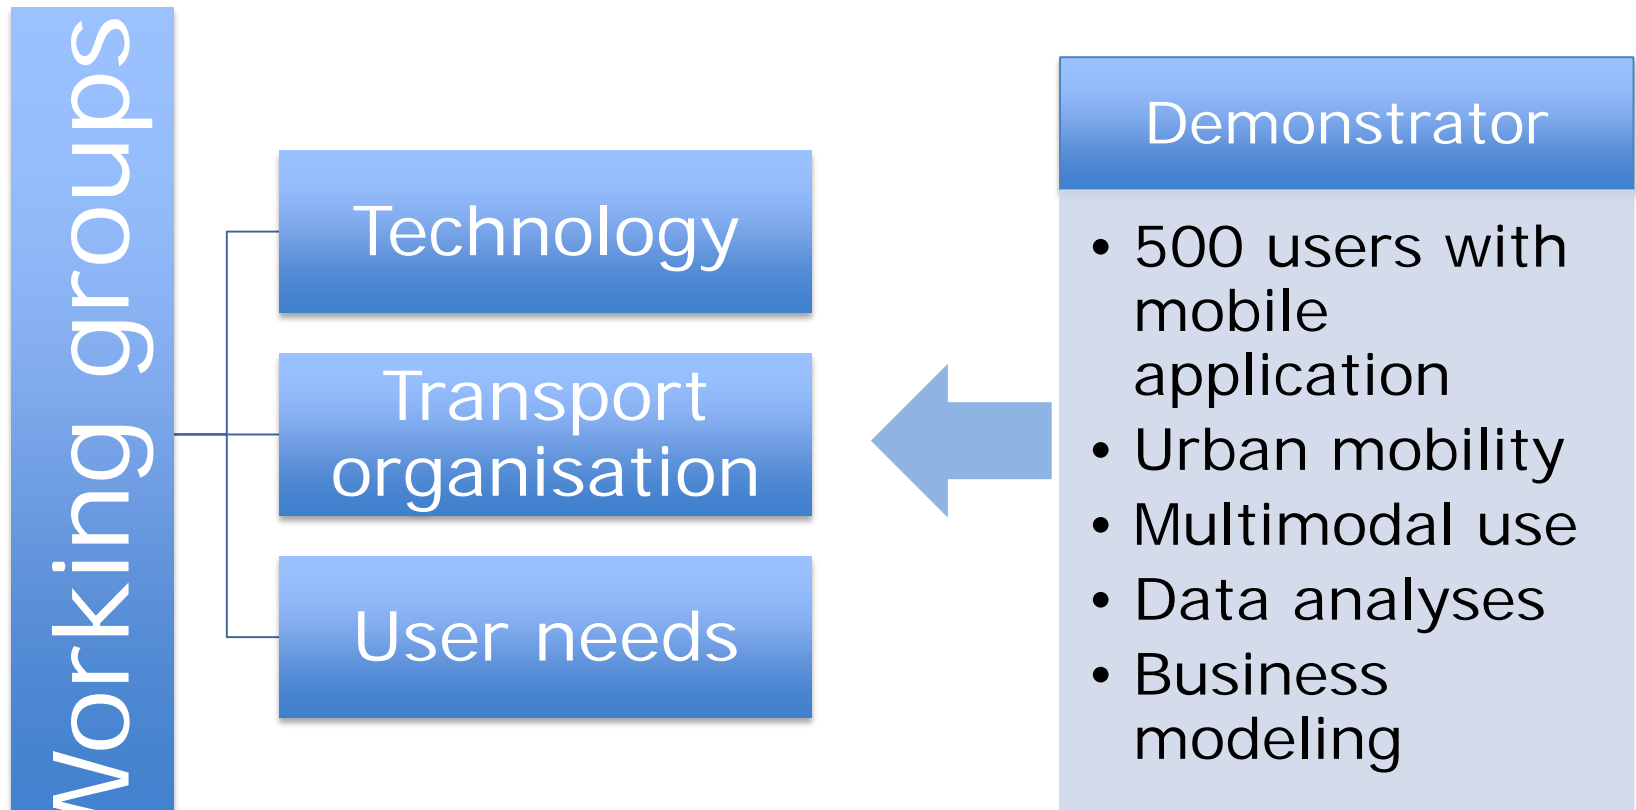 Working groups
Technology
Transport
organisation
User needs
Demonstrator
• 500 users with
mobile
application
• Urban mobility
• Multimodal use
• Data analyses
• Business
modeling